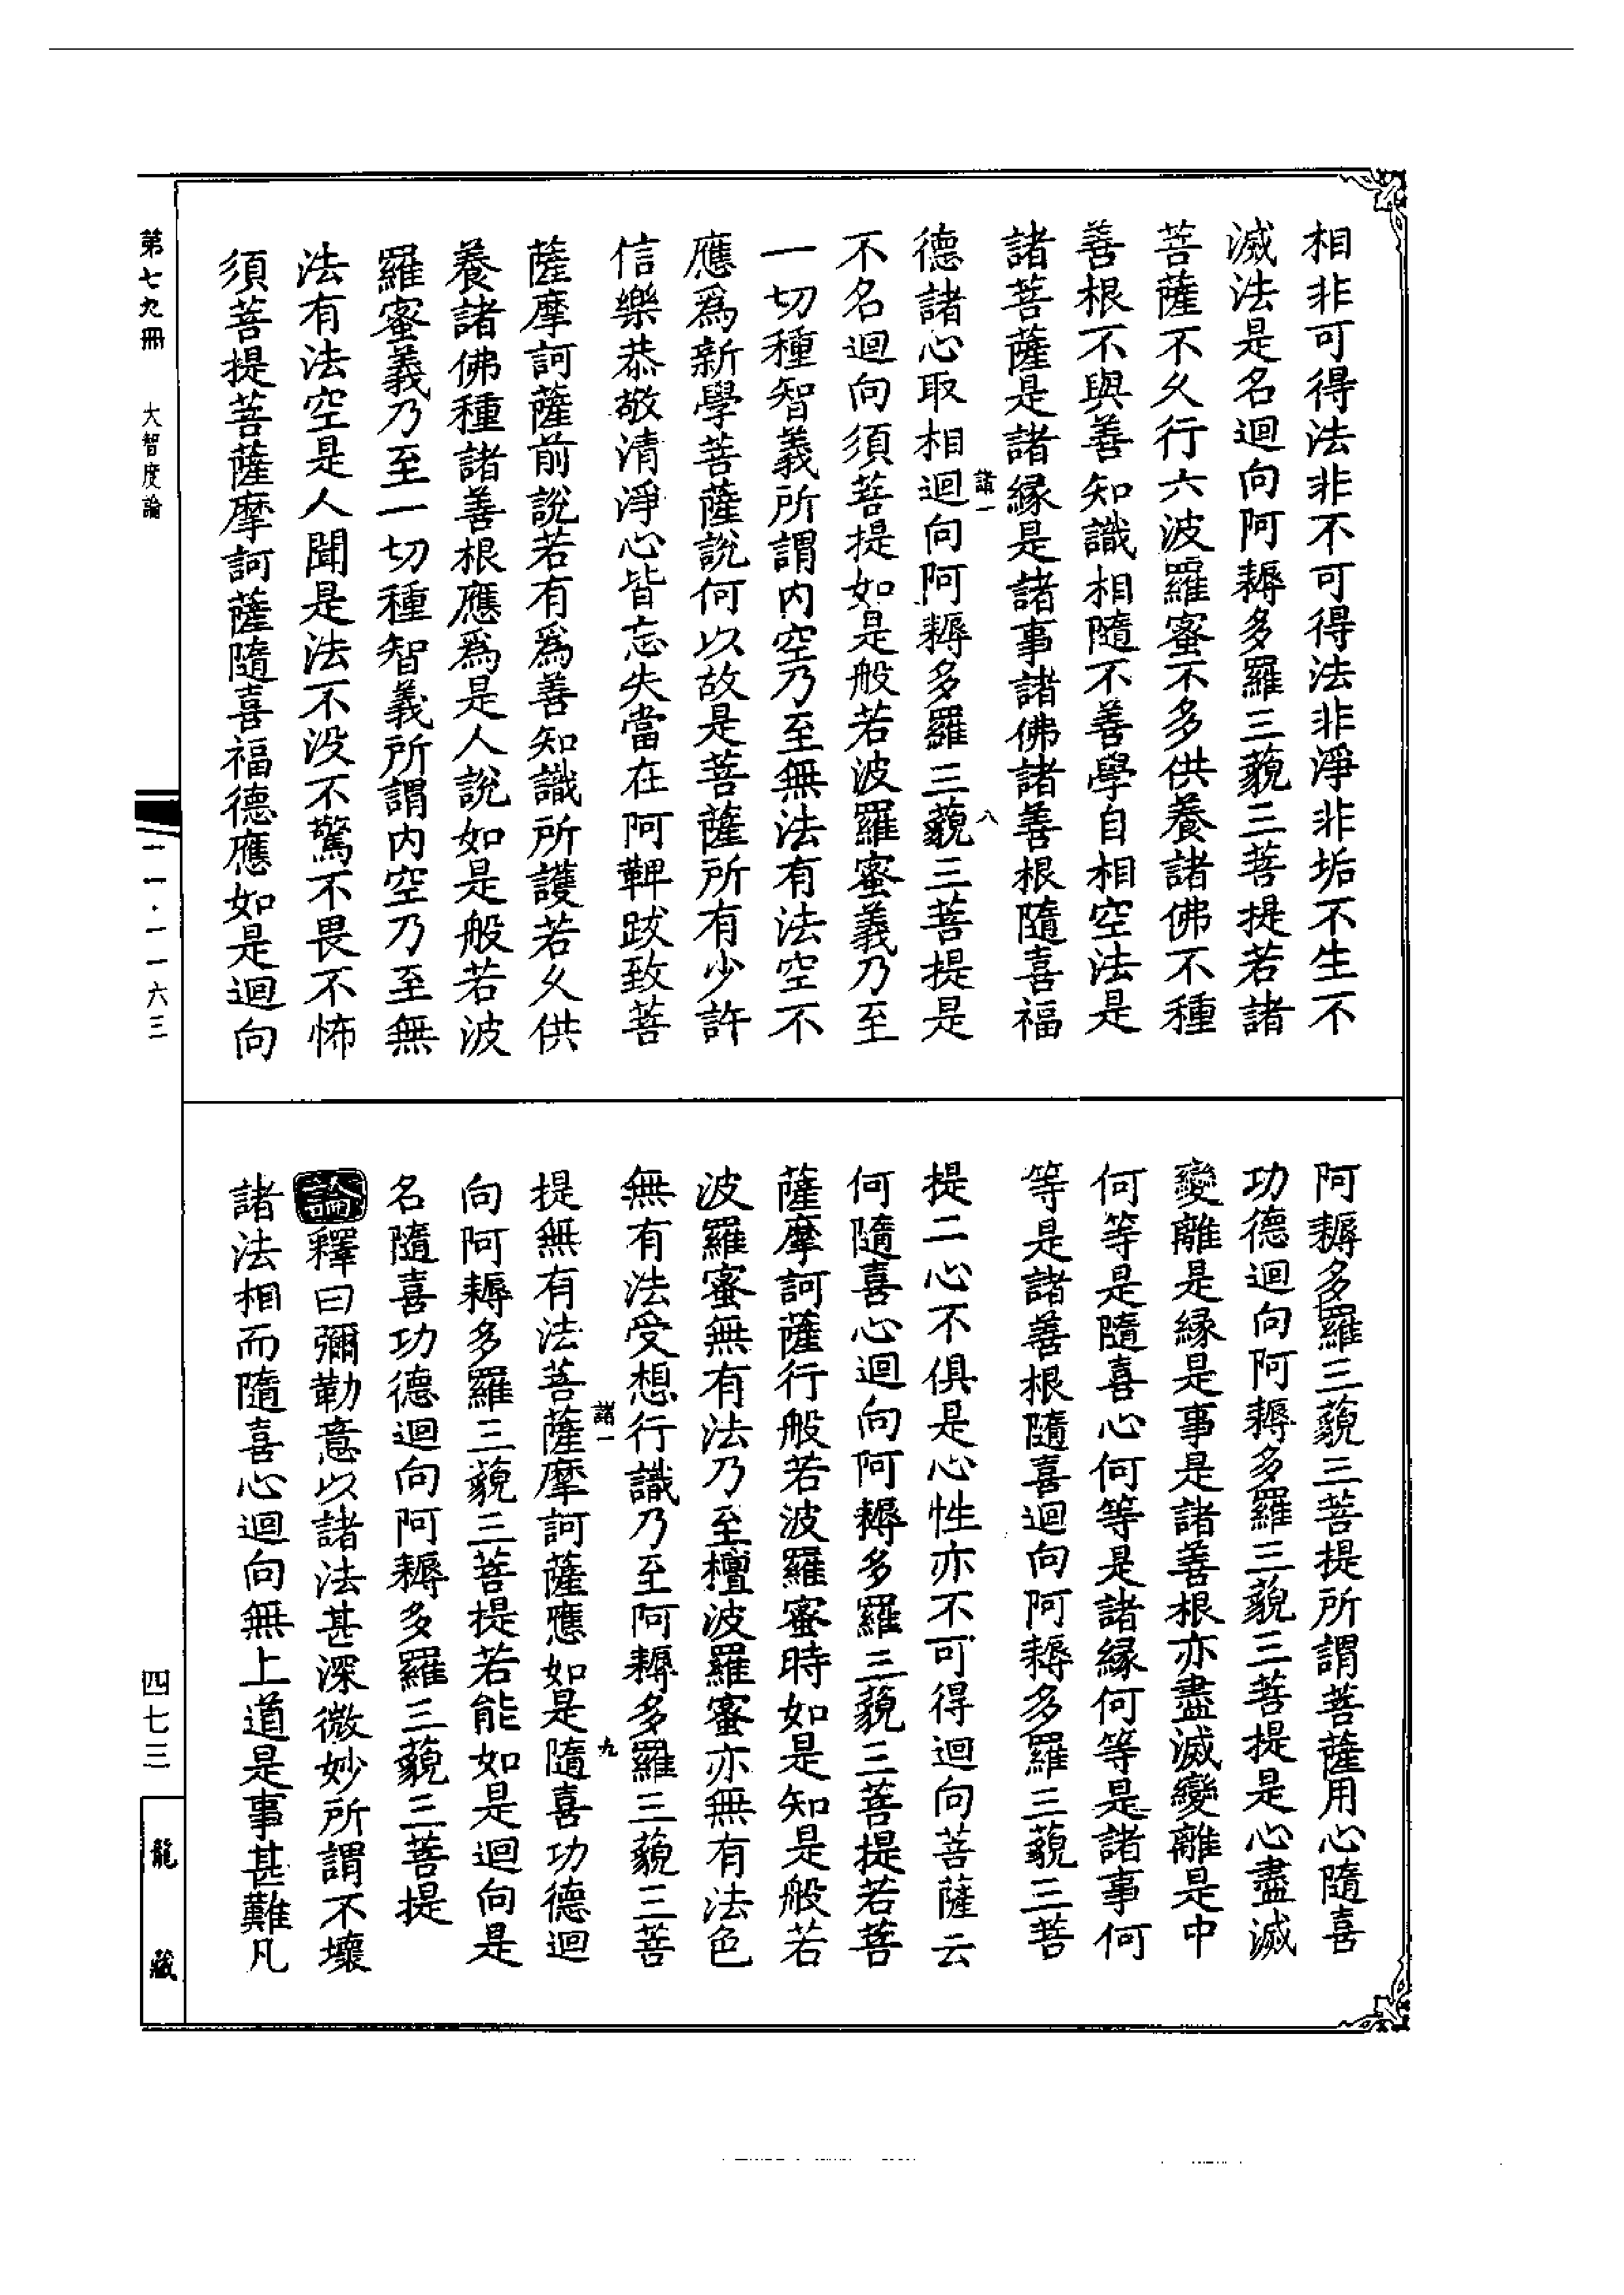 相非可得法非不可得法非淨非垢不生不
滅法是名迴向阿耨多羅三藐三菩提若諸
菩薩不久行六波羅蜜不多供養諸佛不種
善根不與善知識相隨不善學自相空法是
諸菩薩是諸緣是諸事諸佛諸善根隨喜福
諸一
八
德諸心取相迴向阿耨多羅三藐三菩提是
不名迴向須菩提如是般若波羅蜜義乃至
一切種智義所謂內空乃至無法有法空不
應為新學菩薩說何以故是菩薩所有少許
信樂恭敬清淨心皆忘失當在阿鞞跋致菩
薩摩訶薩前說若有為善知識所護若久供
養諸佛種諸善根應為是人說如是般若波
羅蜜義乃至一切種智義所謂內空乃至無
法有法空是人聞是法不沒不驚不畏不怖
須菩提菩薩摩訶薩隨喜福德應如是迴向
阿耨多羅三藐三菩提所謂菩薩用心隨喜
功德迴向阿耨多羅三藐三菩提是心盡滅
變離是緣是事是諸善根亦盡滅變離是中
何等是隨喜心何等是諸緣何等是諸事何
等是諸善根隨喜迴向阿耨多羅三藐三菩
提二心不俱是心性亦不可得迴向菩薩云
何隨喜心迴向阿耨多羅三藐三菩提若菩
薩摩訶薩行般若波羅蜜時如是知是般若
波羅蜜無有法乃至檀波羅蜜亦無有法色
無有法受想行識乃至阿耨多羅三藐三菩
諸一
九
提無有法菩薩摩訶薩應如是隨喜功德迴
向阿耨多羅三藐三菩提若能如是迴向是
名隨喜功德迴向阿耨多羅三藐三菩提
論釋曰彌勒意以諸法甚深微妙所謂不壞
諸法相而隨喜心迴向無上道是事甚難凡
第七九冊 大智度論
一一·一一六三
四七三
龍藏